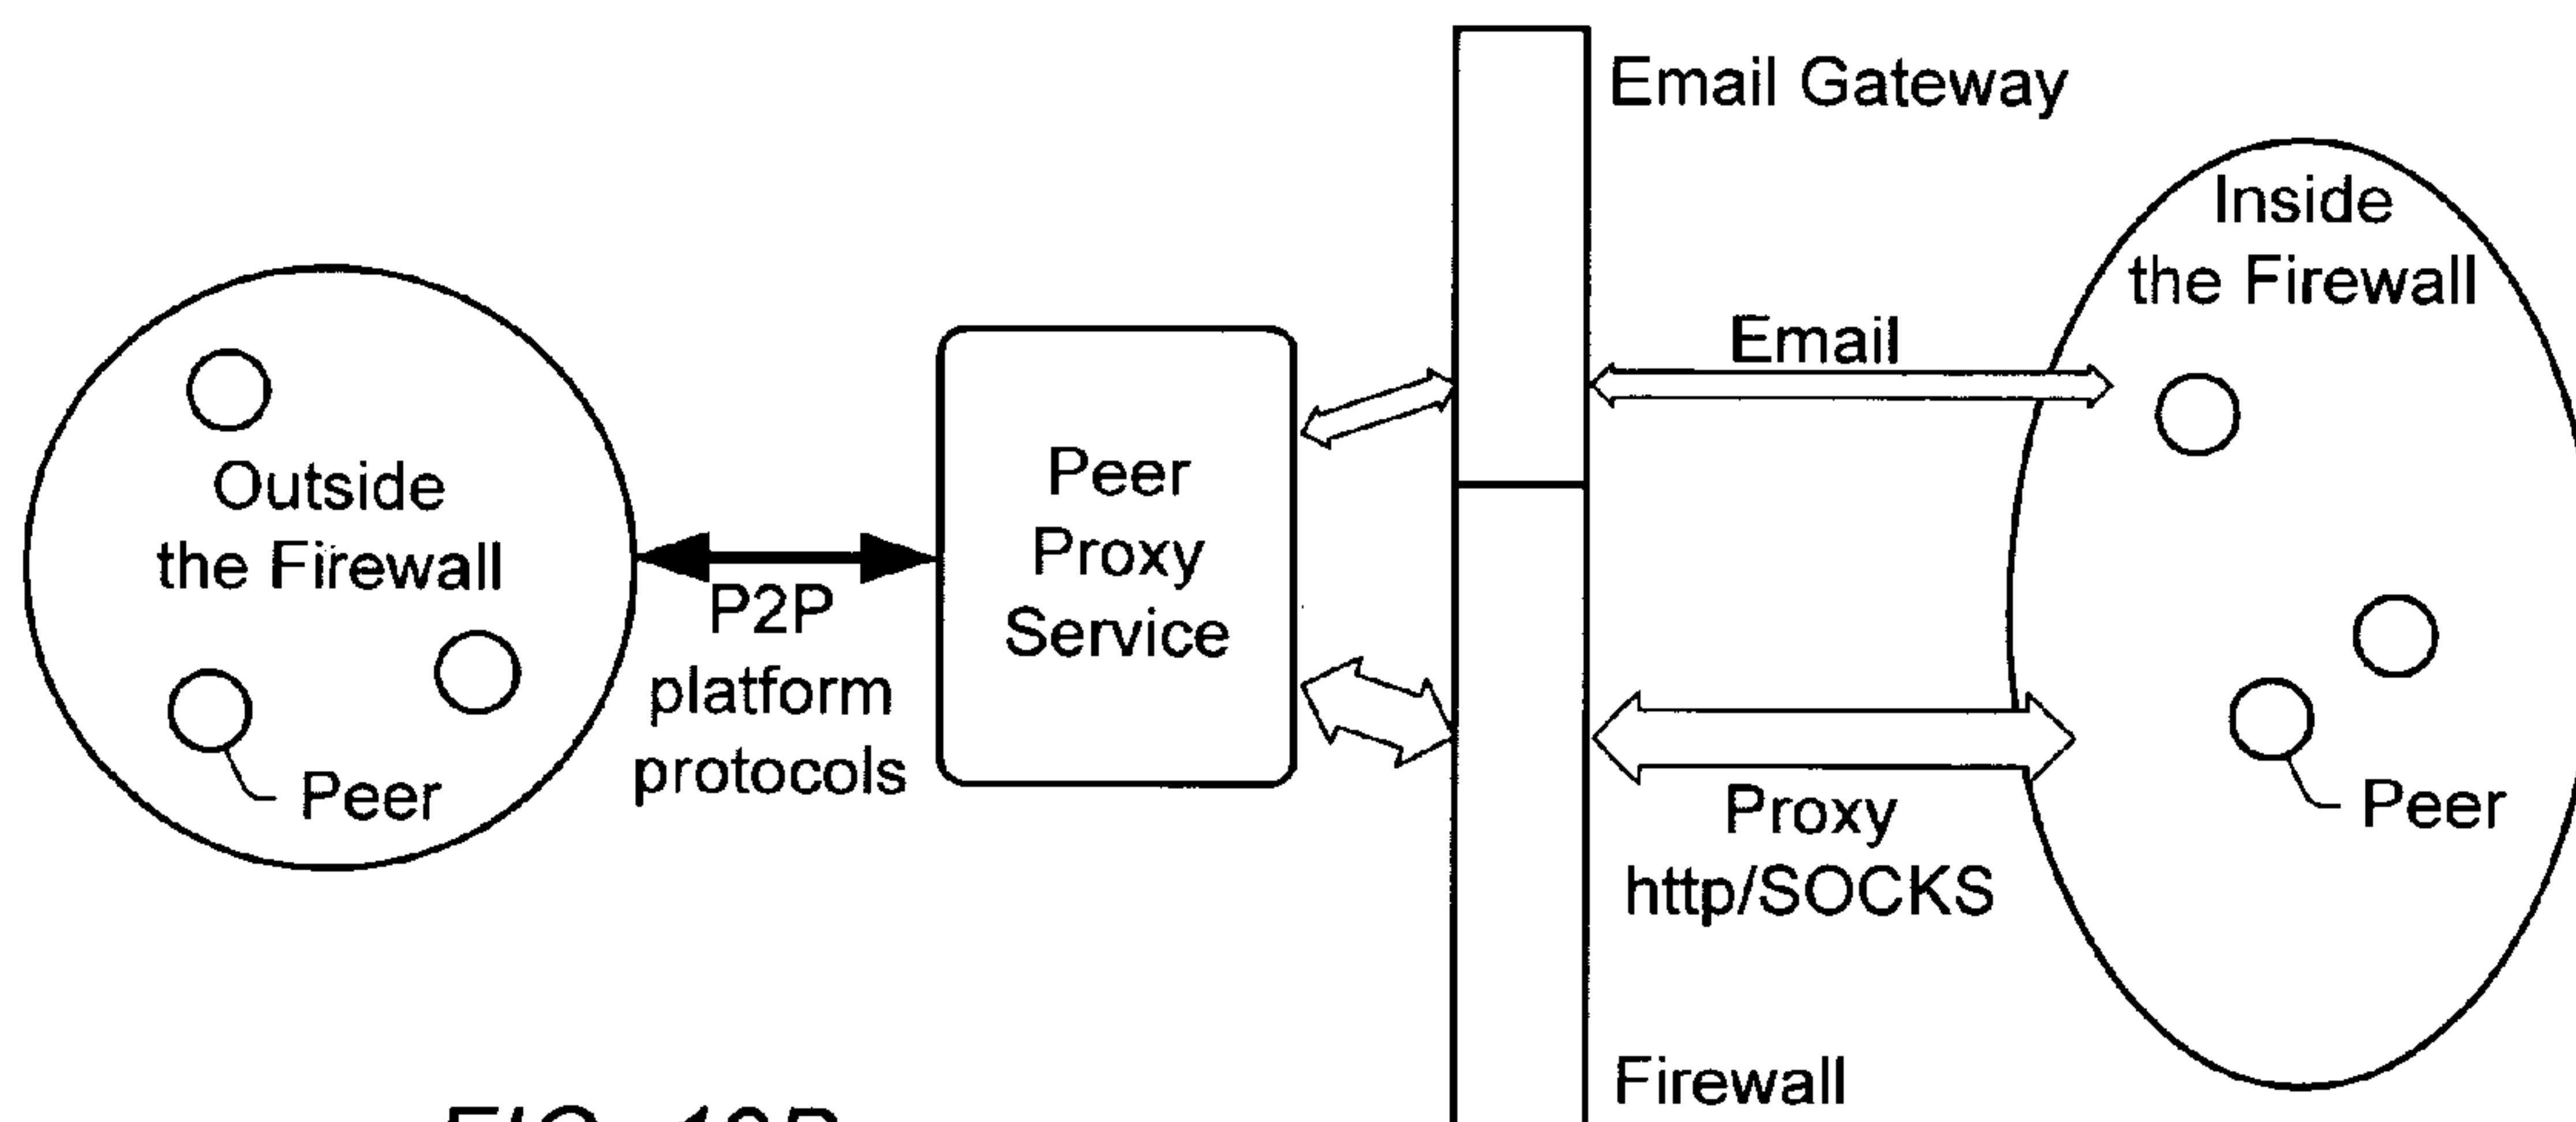 Email Gateway
Inside
the Firewall
Email
Outside
the Firewall
Peer
Proxy
Service
P2P
platform
protocols
Peer
Peer
Proxy
http/SOCKS
Firewall